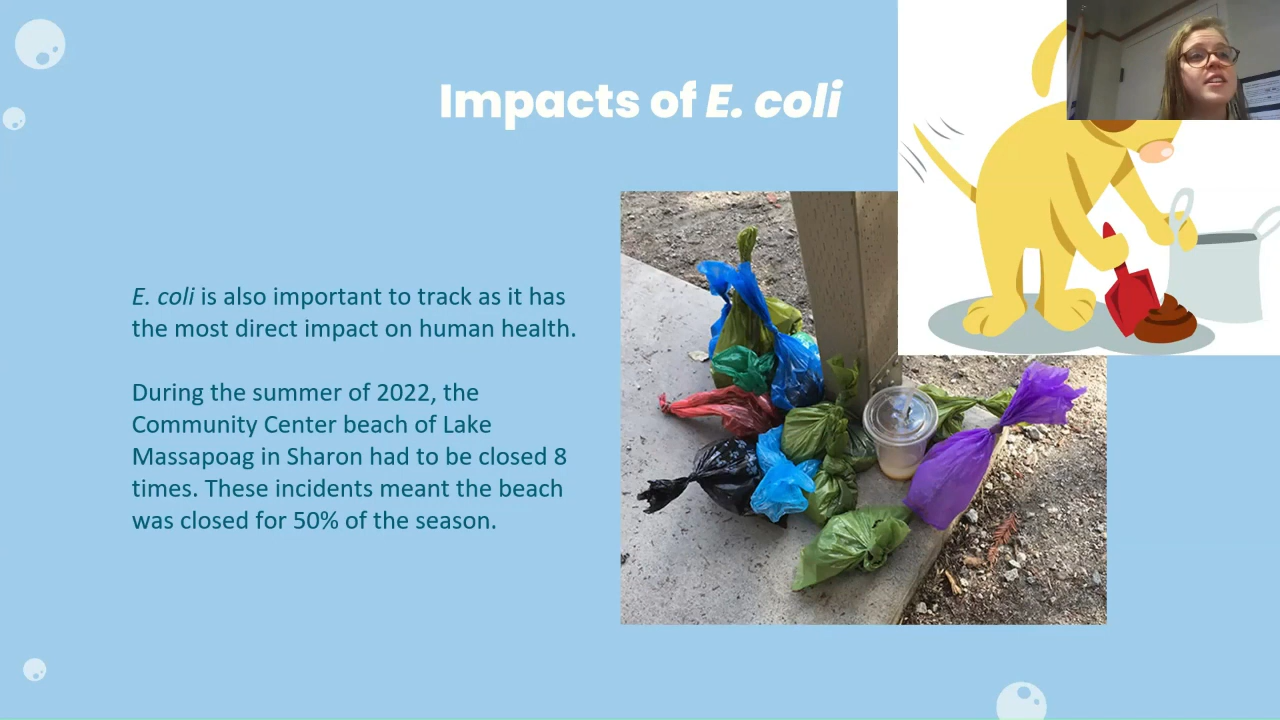 Impacts of E. coli
E. coli is also important to track as it has
the most direct impact on human health.
During the summer of 2022, the
Community Center beach of Lake
Massapoag in Sharon had to be closed 8
times. These incidents meant the beach
was closed for 50% of the season.